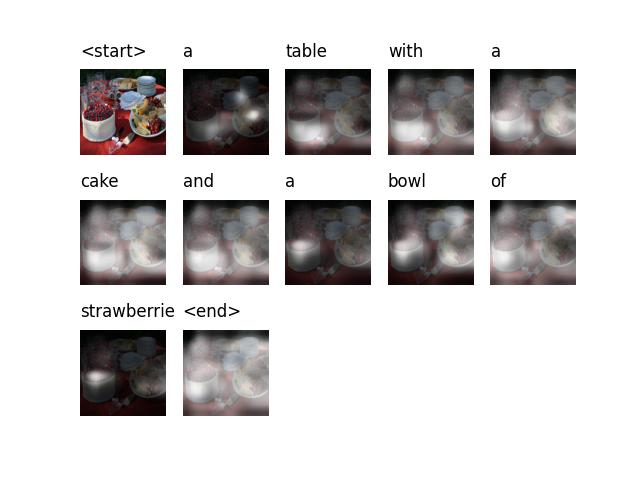 <start> a table with a
cake and a bowl of
strawberrie <end>